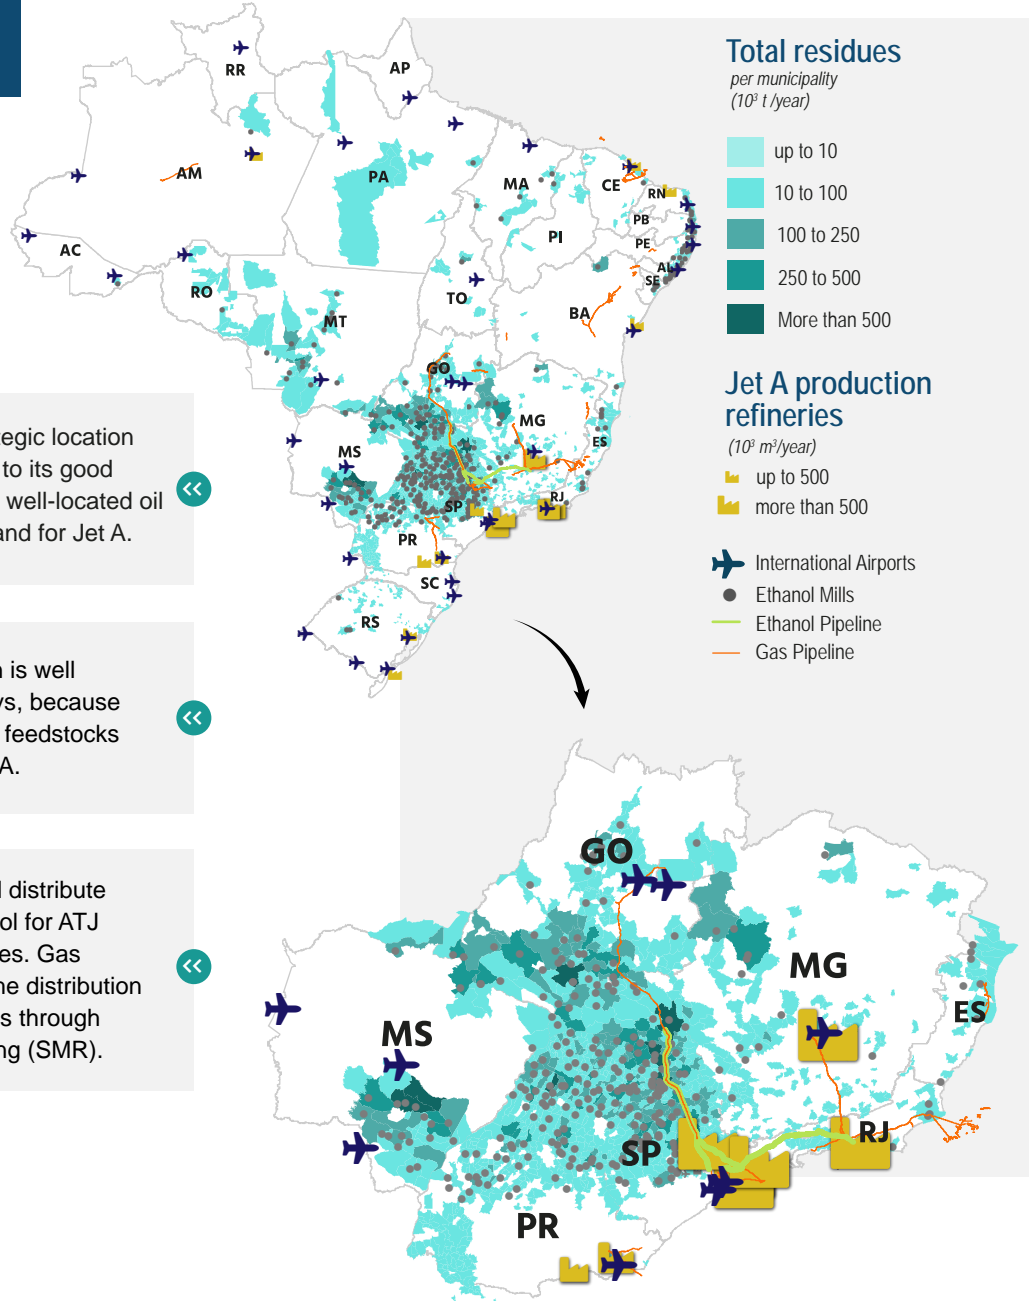 Total residues
per municipality
(10³ t /year)
up to 10
10 to 100
100 to 250
250 to 500
More than 500
Jet A production
refineries
(10³ m³/year)
up to 500
more than 500
International Airports
Ethanol Mills
Ethanol Pipeline
Gas Pipeline
RR
AP
AM
PA
MA
CE
RN
PB
PE
AL
SE
PI
AC
RO
TO
BA
MT
GO
MG
ES
MS
SP
RJ
PR
SC
RS
tegic location
to its good
well-located oil
and for Jet A.
n is well
ys, because
feedstocks
A.
d distribute
ol for ATJ
es. Gas
ne distribution
s through
ng (SMR).
GO
MG
ES
MS
SP
RJ
PR